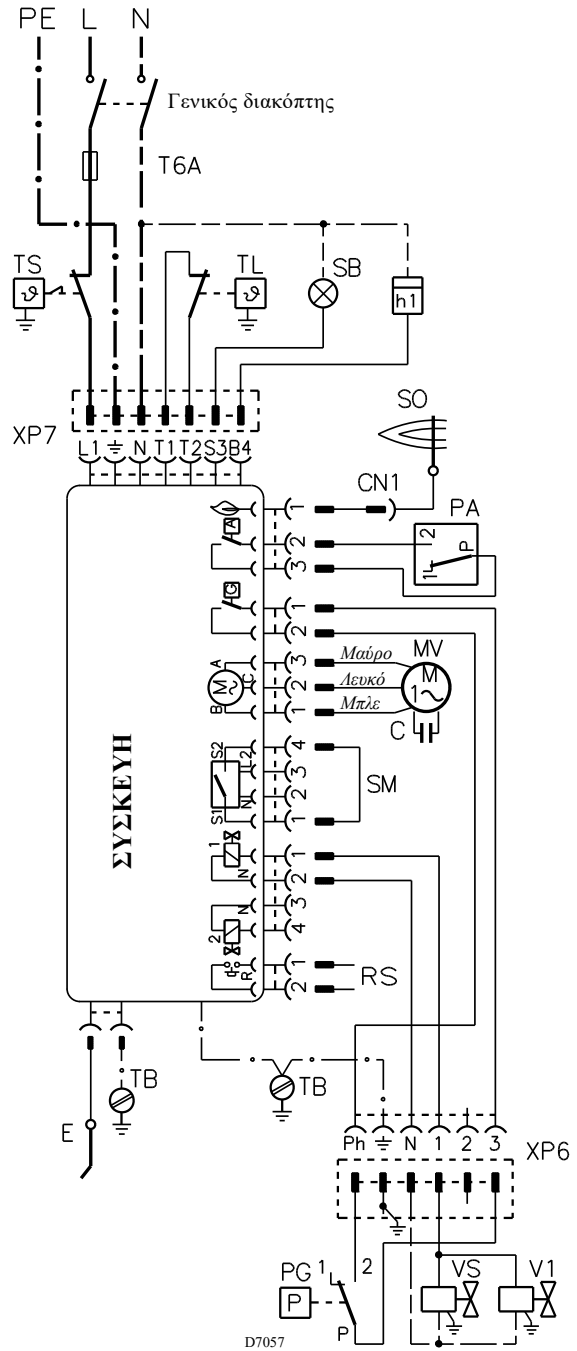 PE L N
Γενικός διακόπτης
T6A
TS
TL
SB
h1
ϑ
ϑ
XP7
L1 N T1 T2 S3 B4
SO
CN1
PA
1
A
2
3
2
P
1
G
1
2
MV
A
3
Μαύρο
M
C
2
Λευκό
M
1~
B
1
Μπλε
C
ΣΥΣΚΕΥΗ
S2
4
L2
3
SM
N
2
S1
1
1
1
N
2
N
3
2
4
R
1
RS
2
TB
TB
E
Ph N 1 2 3
XP6
PG 1 2
P
P
VS
V1
D7057